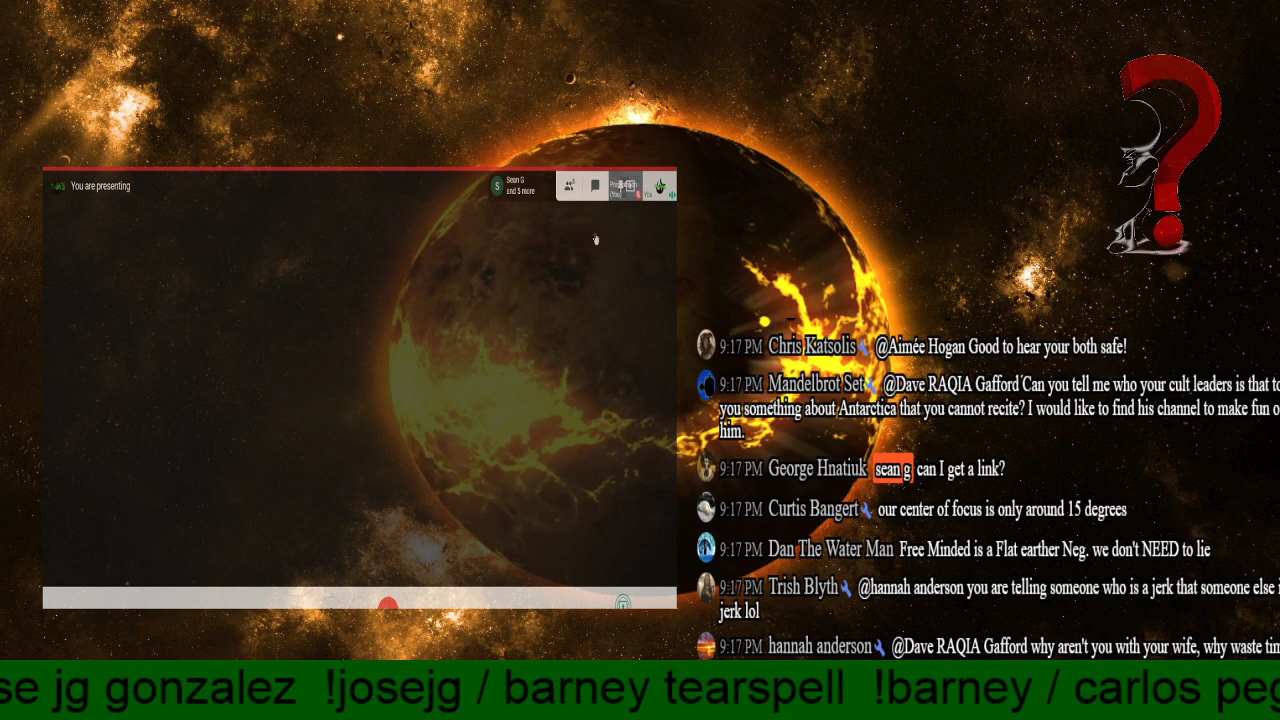 You are presenting
S
Sean G
and 5 more
You
9:17 PM Chris Katsolis @Aimée Hogan Good to hear your both safe!
9:17 PM Mandelbrot Set @Dave RAQIA Gafford Can you tell me who your cult leaders is that to
you something about Antarctica that you cannot recite? I would like to find his channel to make fun o
him.
9:17 PM George Hnatiuk sean g can I get a link?
9:17 PM Curtis Bangert our center of focus is only around 15 degrees
9:17 PM Dan The Water Man Free Minded is a Flat earther Neg. we don't NEED to lie
9:17 PM Trish Blyth @hannah anderson you are telling someone who is a jerk that someone else i
jerk lol
9:17 PM hannah anderson @Dave RAQIA Gafford why aren't you with your wife, why waste tim
se jg gonzalez !josejg / barney tearspell !barney / carlos peg